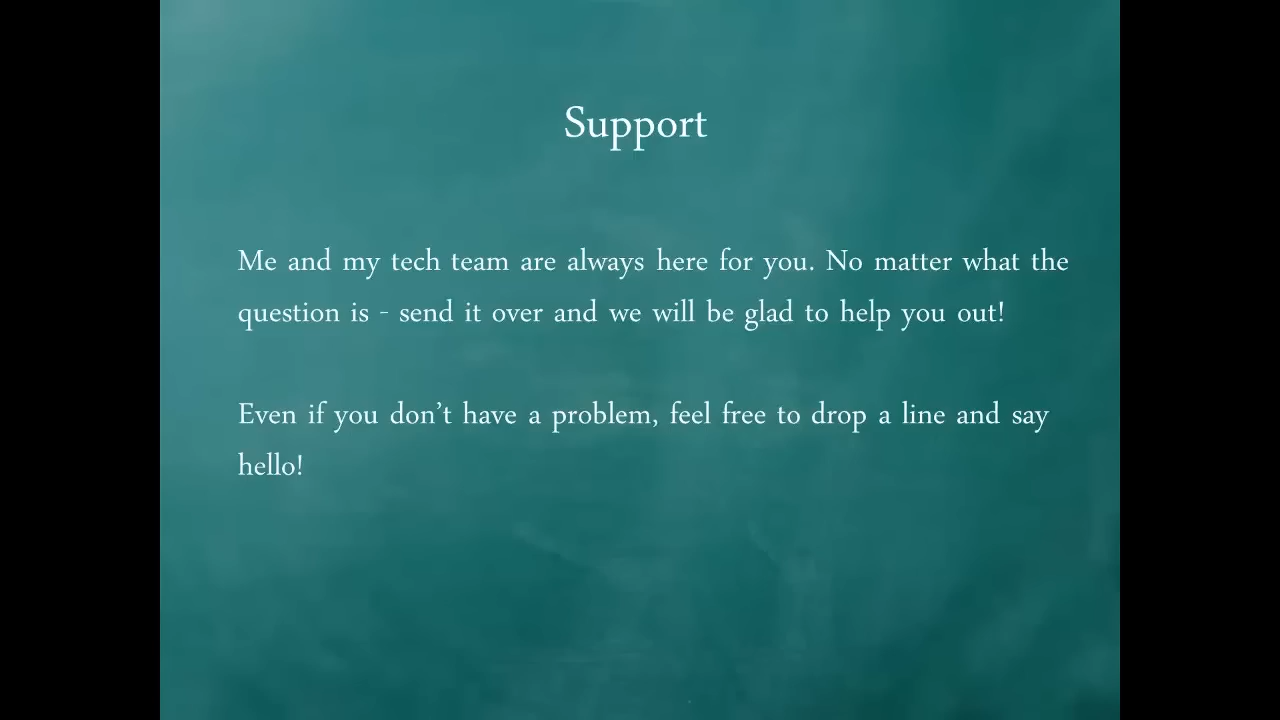 Support
Me and my tech team are always here for you. No matter what the
question is - send it over and we will be glad to help you out!
Even if you don’t have a problem, feel free to drop a line and say
hello!